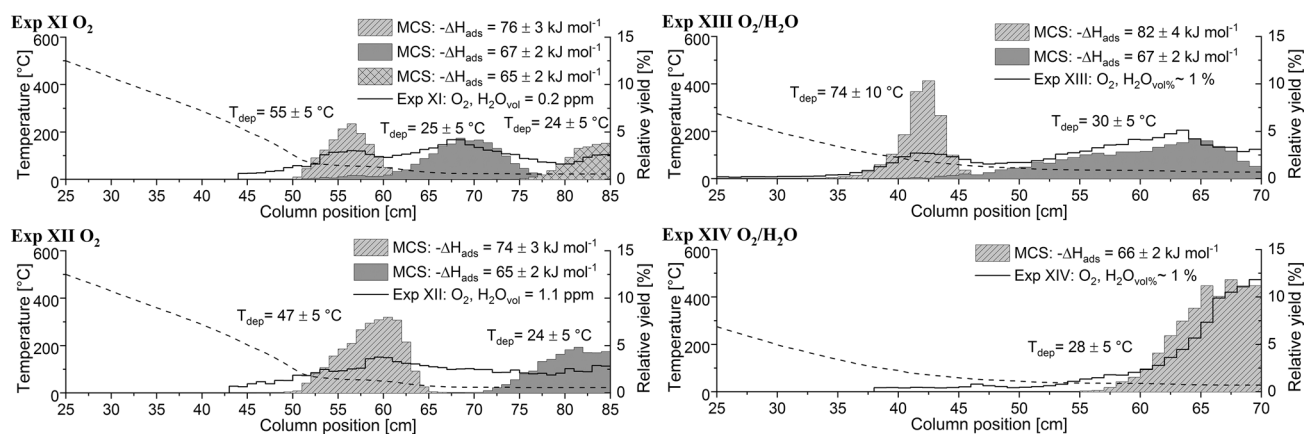 Exp XI O₂
MCS: -ΔHads = 76 ± 3 kJ mol⁻¹
MCS: -ΔHads = 67 ± 2 kJ mol⁻¹
MCS: -ΔHads = 65 ± 2 kJ mol⁻¹
Exp XI: O₂, H₂Ovol = 0.2 ppm
Tdep= 55 ± 5 °C
Tdep= 25 ± 5 °C
Tdep= 24 ± 5 °C
Temperature [°C]
600
400
200
0
Relative yield [%]
15
10
5
0
25 30 35 40 45 50 55 60 65 70 75 80 85
Column position [cm]
Exp XIII O₂/H₂O
MCS: -ΔHads = 82 ± 4 kJ mol⁻¹
MCS: -ΔHads = 67 ± 2 kJ mol⁻¹
Exp XIII: O₂, H₂Ovol%~ 1 %
Tdep= 74 ± 10 °C
Tdep= 30 ± 5 °C
Temperature [°C]
600
400
200
0
Relative yield [%]
15
10
5
0
25 30 35 40 45 50 55 60 65 70
Column position [cm]
Exp XII O₂
MCS: -ΔHads = 74 ± 3 kJ mol⁻¹
MCS: -ΔHads = 65 ± 2 kJ mol⁻¹
Exp XII: O₂, H₂Ovol = 1.1 ppm
Tdep= 47 ± 5 °C
Tdep= 24 ± 5 °C
Temperature [°C]
600
400
200
0
Relative yield [%]
15
10
5
0
25 30 35 40 45 50 55 60 65 70 75 80 85
Column position [cm]
Exp XIV O₂/H₂O
MCS: -ΔHads = 66 ± 2 kJ mol⁻¹
Exp XIV: O₂, H₂Ovol%~ 1 %
Tdep= 28 ± 5 °C
Temperature [°C]
600
400
200
0
Relative yield [%]
15
10
5
0
25 30 35 40 45 50 55 60 65 70
Column position [cm]